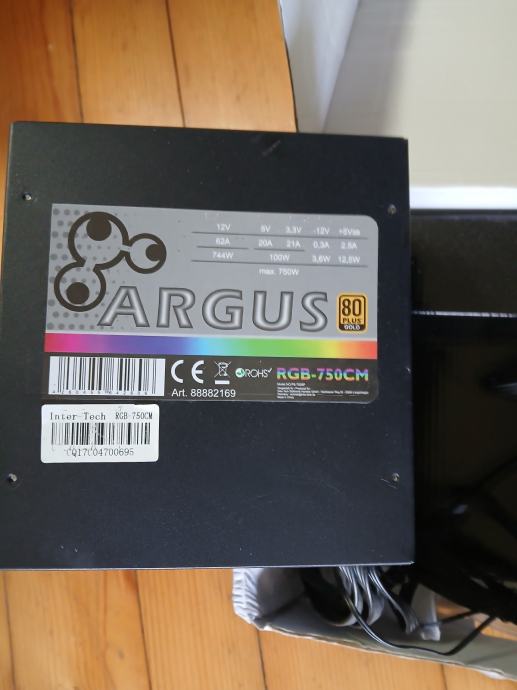 12V 5V 3,3V -12V +5Vsb
62A 20A 21A 0,3A 2.5A
744W 100W 3,6W 12,5W
max. 750W
ARGUS
80
PLUS
GOLD
CE ROHS RGB-750CM
Art. 88882169
Inter-Tech RGB-750CM
CQ17C04700695